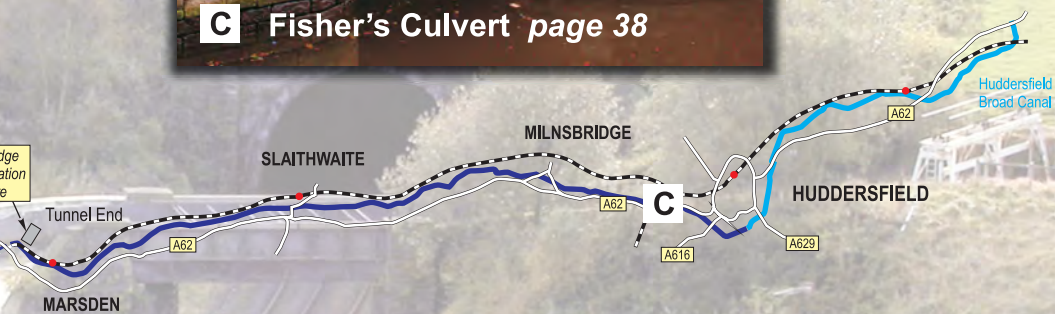 C Fisher's Culvert page 38
Huddersfield
Broad Canal
A62
MILNSBRIDGE
SLAITHWAITE
HUDDERSFIELD
A62
C
Tunnel End
A62
A616
A629
MARSDEN